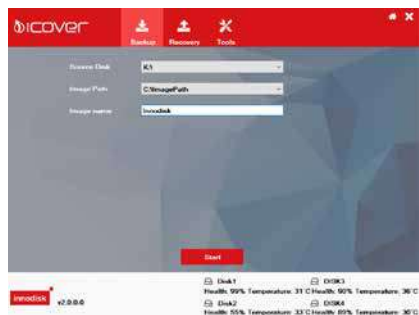 iCOVER
Backup Recovery Tools
Source Disk K:\
Image Path C:\ImagePath
Image name Innodisk
Start
Disk1 DISK3
Health: 99% Temperature: 31°C Health: 90% Temperature: 36°C
innodisk v2.0.0.0
Disk2 DISK4
Health: 55% Temperature: 33°C Health: 89% Temperature: 30°C